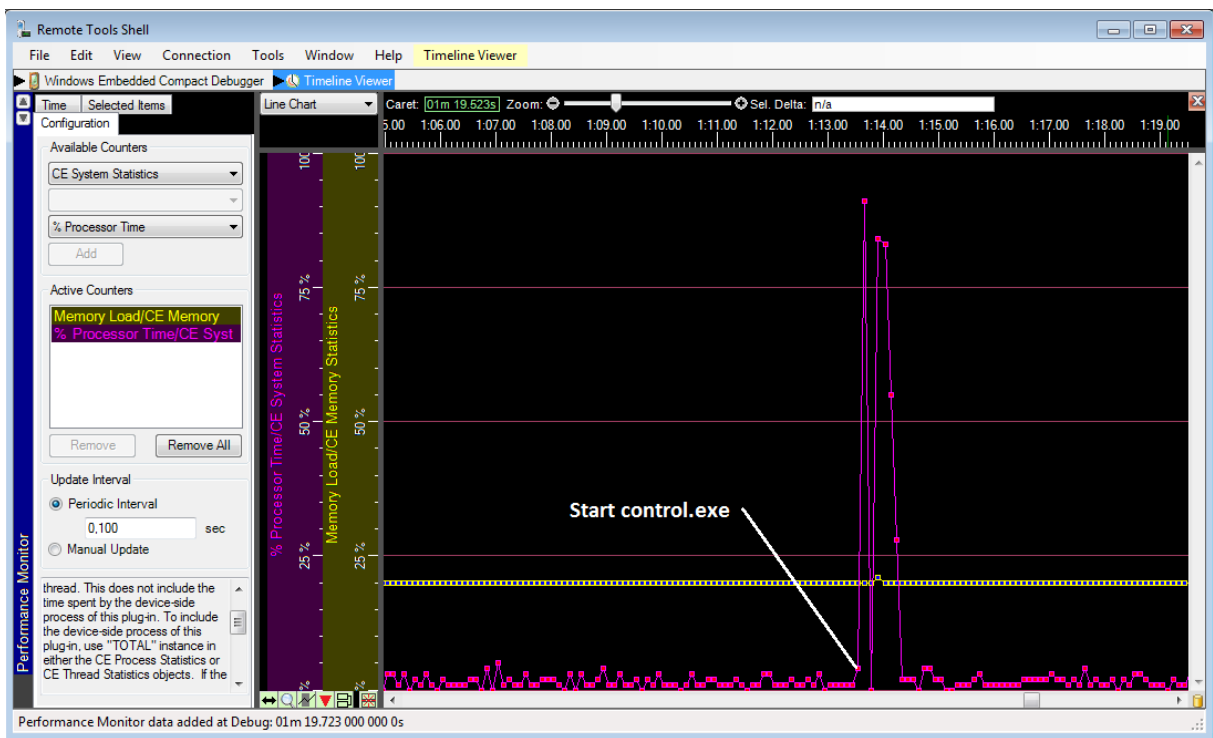 Remote Tools Shell
File Edit View Connection Tools Window Help Timeline Viewer
Windows Embedded Compact Debugger Timeline Viewer
Time Selected Items
Configuration
Available Counters
CE System Statistics
% Processor Time
Add
Active Counters
Memory Load/CE Memory
% Processor Time/CE Syst
Remove Remove All
Update Interval
Periodic Interval
0,100 sec
Manual Update
thread. This does not include the
time spent by the device-side
process of this plug-in. To include
the device-side process of this
plug-in, use "TOTAL" instance in
either the CE Process Statistics or
CE Thread Statistics objects. If the
Performance Monitor
Line Chart Caret: 01m 19.523s Zoom: Sel. Delta: n/a
5.00 1:06.00 1:07.00 1:08.00 1:09.00 1:10.00 1:11.00 1:12.00 1:13.00 1:14.00 1:15.00 1:16.00 1:17.00 1:18.00 1:19.00
% Processor Time/CE System Statistics
Memory Load/CE Memory Statistics
100 100
75 % 75 %
50 % 50 %
25 % 25 %
% %
Start control.exe
Performance Monitor data added at Debug: 01m 19.723 000 000 0s